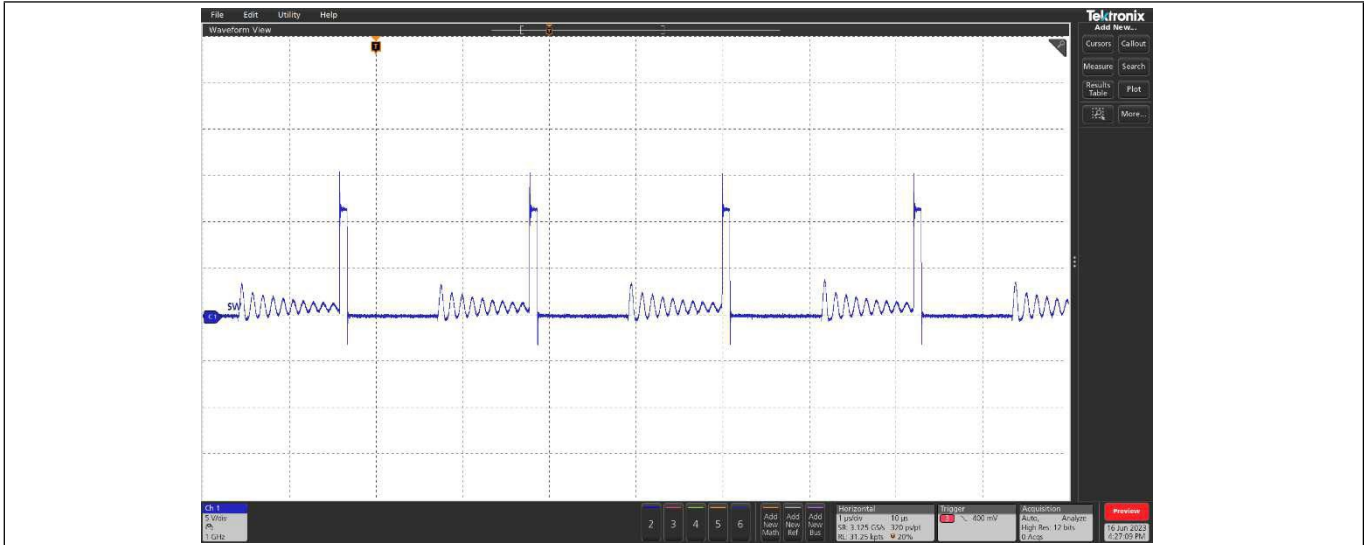 File Edit Utility Help
Tektronix
Waveform View
Add New...
Cursors Callout
Measure Search
Results Table Plot
More...
T
T
SW
C1
Ch 1
5 V/div
1 GHz
2 3 4 5 6
Add New Math
Add New Ref
Add New Bus
Horizontal
1 µs/div 10 µs
SR: 3.125 GS/s 320 ps/pt
RL: 31.25 kpts 20%
Trigger
400 mV
Acquisition
Auto, Analyze
High Res: 12 bits
0 Acqs
Preview
16 Jun 2023
4:27:09 PM